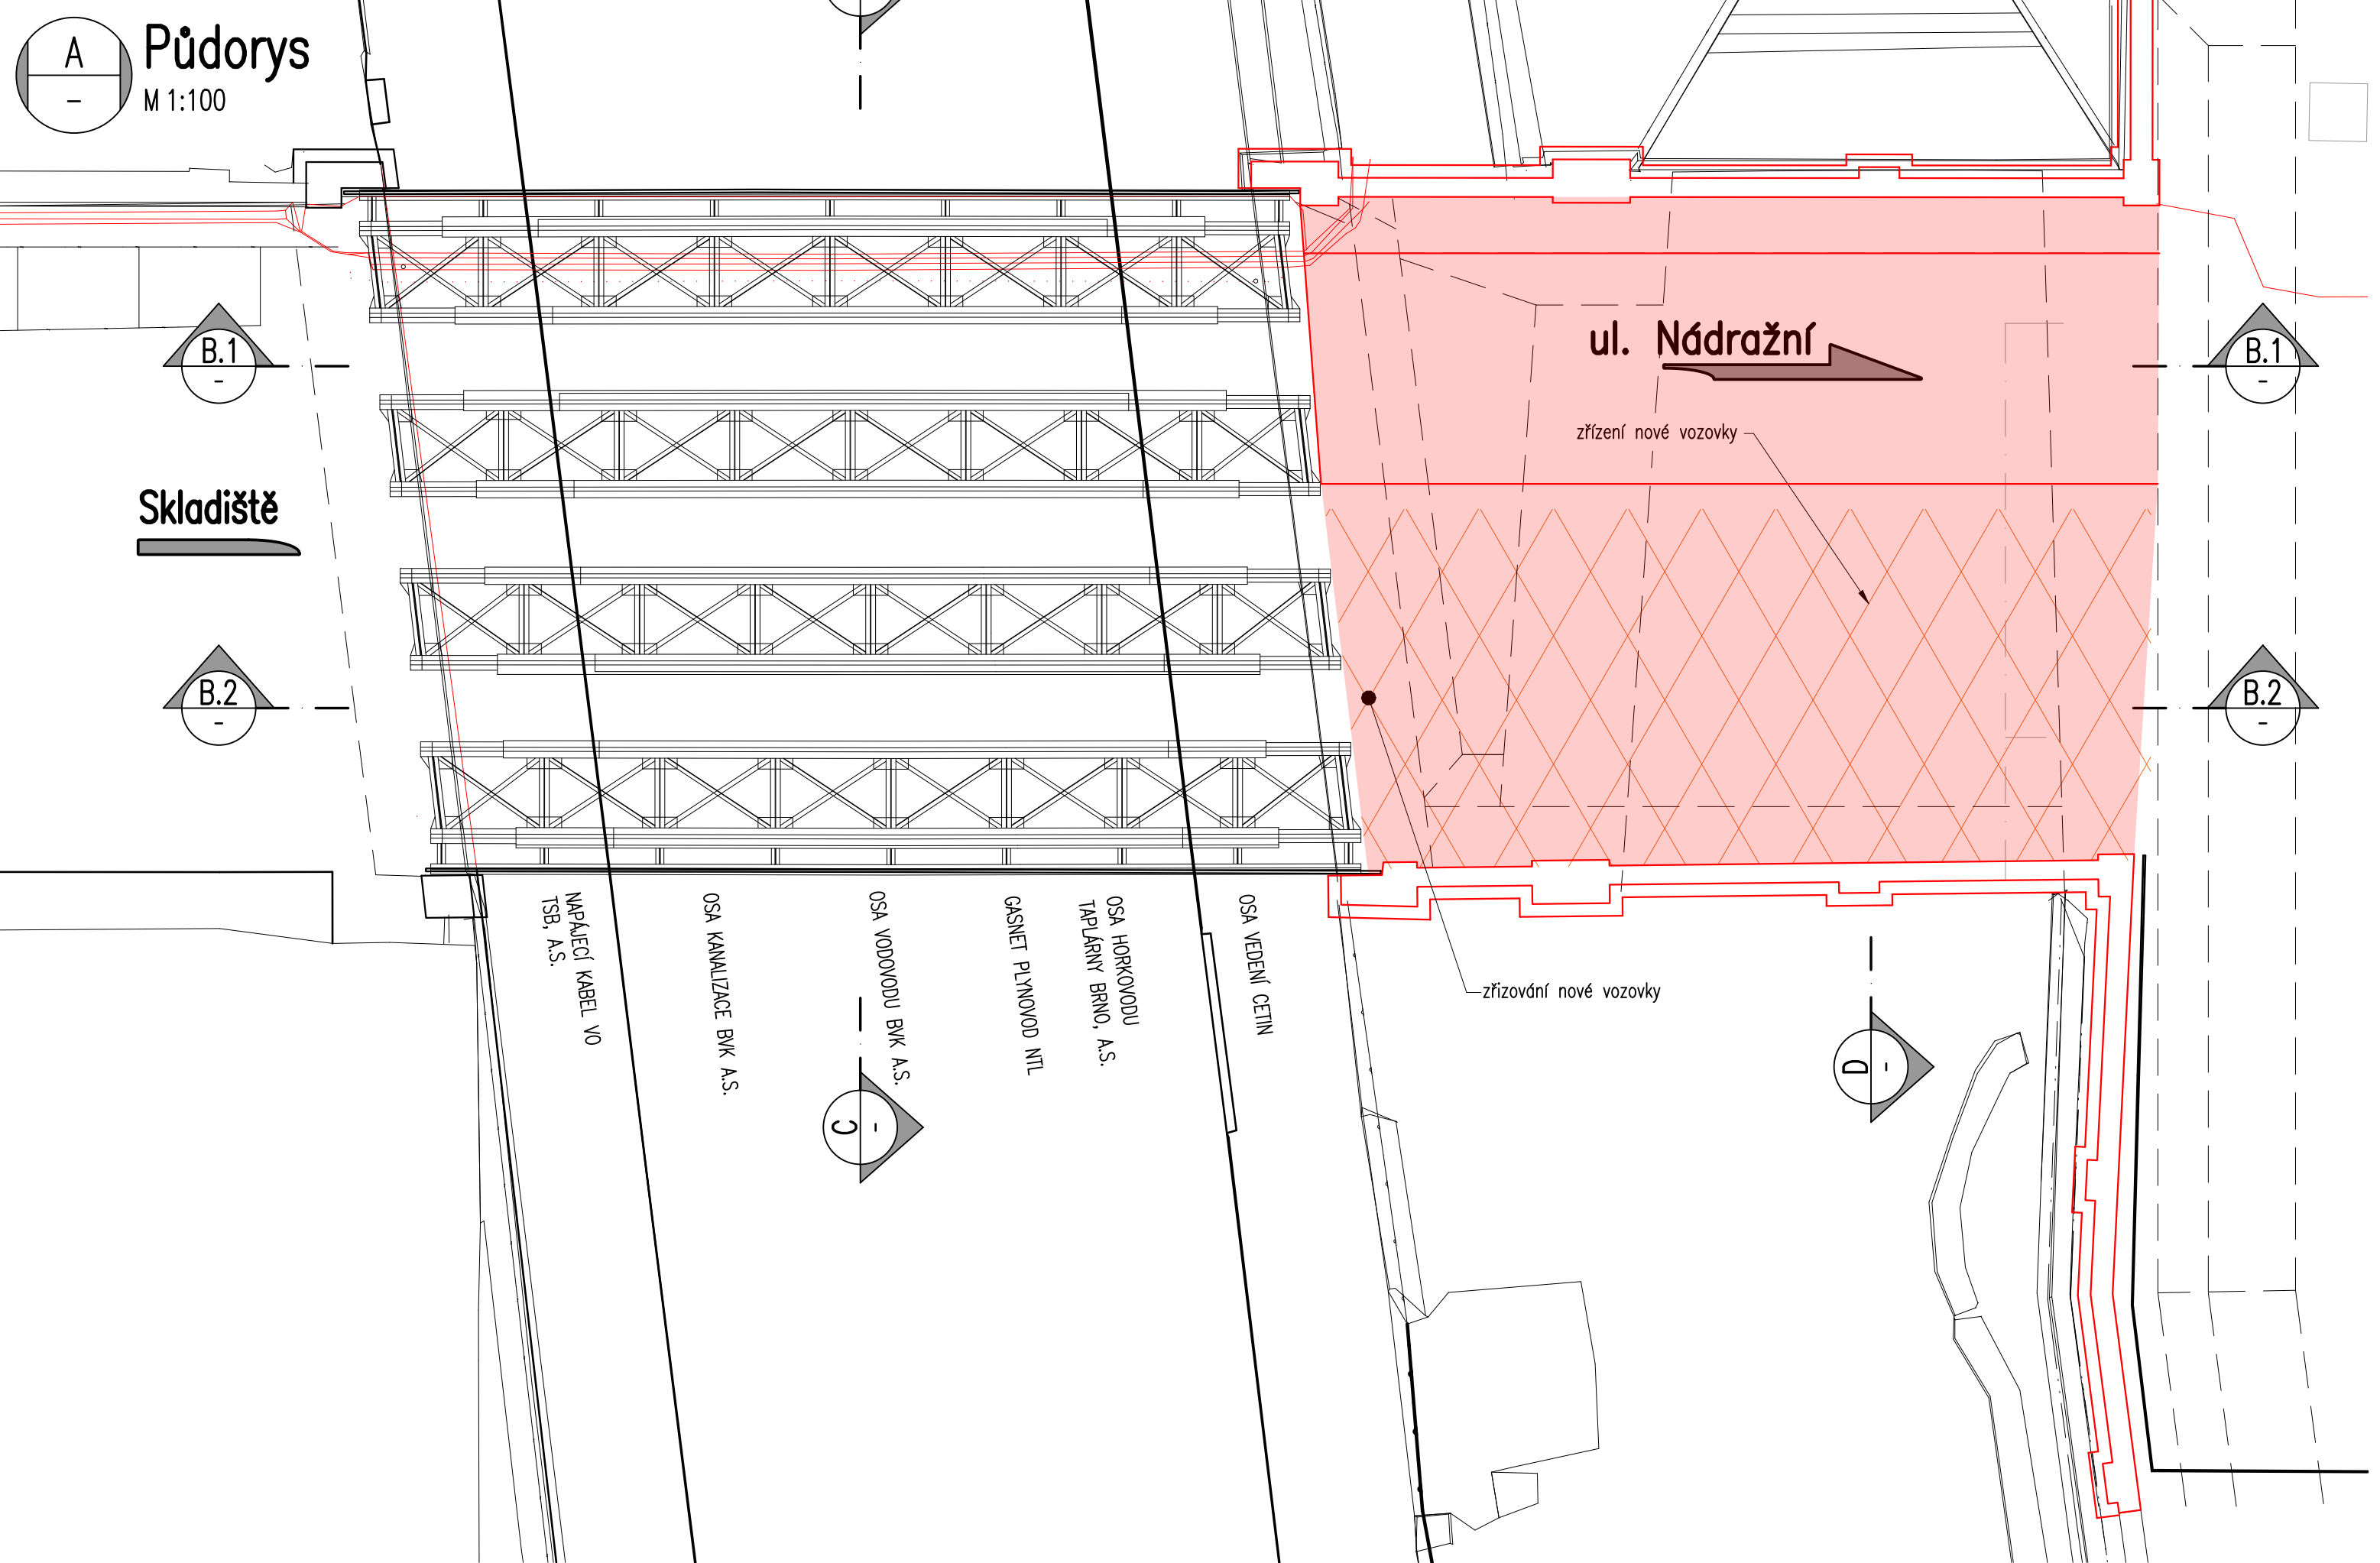 A
-
Půdorys
M 1:100
B.1
-
B.1
-
ul. Nádražní
zřízení nové vozovky
Skladiště
B.2
-
B.2
-
NAPÁJECÍ KABEL VO
TSB, A.S.
OSA KANALIZACE BVK A.S.
OSA VODOVODU BVK A.S.
GASNET PLYNOVOD NTL
OSA HORKOVODU
TAPLÁRNY BRNO, A.S.
OSA VEDENÍ CETIN
zřizování nové vozovky
D
-
C
-